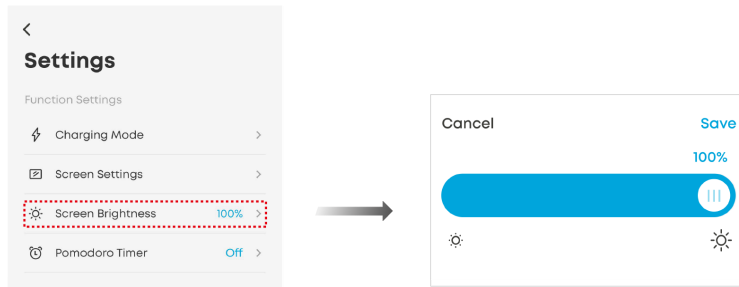 Settings
Function Settings
Charging Mode
Screen Settings
Screen Brightness 100%
Pomodoro Timer Off
Cancel Save
100%